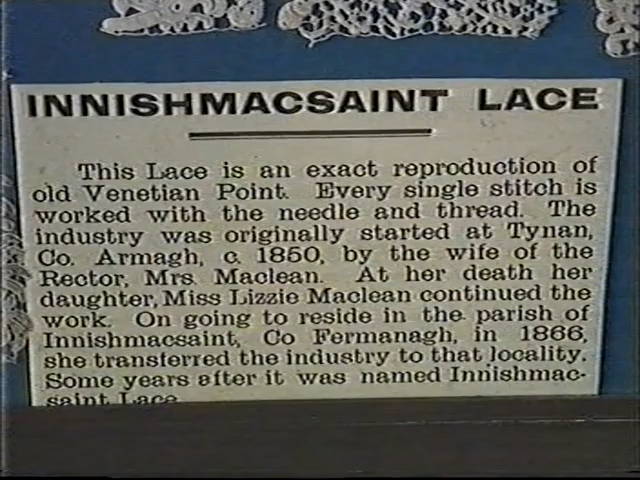 INNISHMACSAINT LACE
This Lace is an exact reproduction of
old Venetian Point. Every single stitch is
worked with the needle and thread. The
industry was originally started at Tynan,
Co. Armagh, c. 1850, by the wife of the
Rector, Mrs. Maclean. At her death her
daughter, Miss Lizzie Maclean continued the
work. On going to reside in the parish of
Innishmacsaint, Co Fermanagh, in 1866,
she transferred the industry to that locality.
Some years after it was named Innishmac-
saint Lace